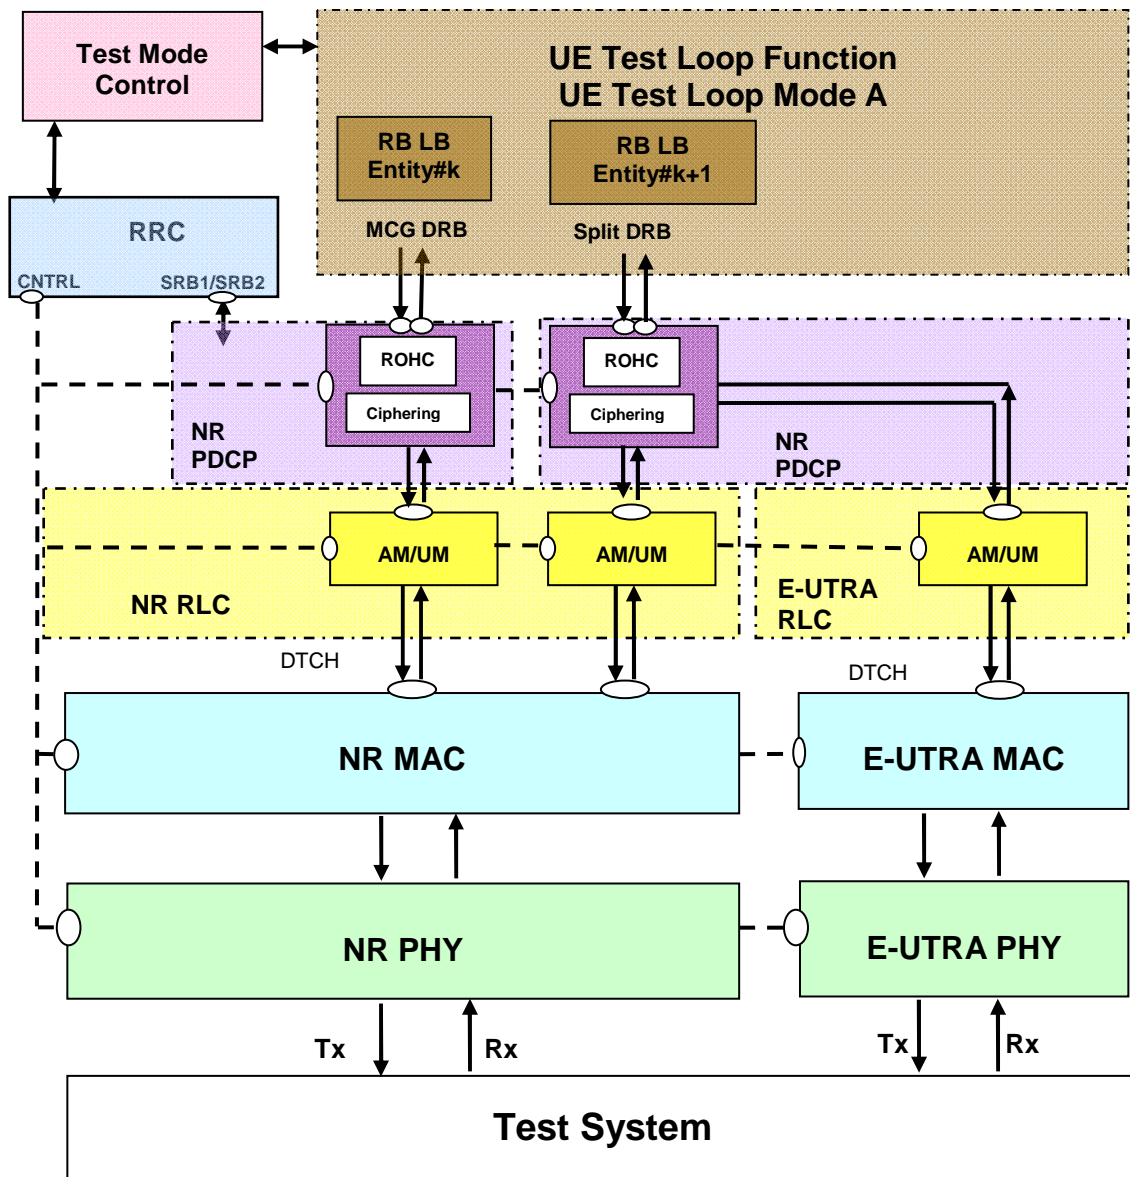 Test Mode
Control
UE Test Loop Function
UE Test Loop Mode A
RB LB
Entity#k
RB LB
Entity#k+1
MCG DRB
Split DRB
RRC
CNTRL
SRB1/SRB2
ROHC
Ciphering
NR
PDCP
ROHC
Ciphering
NR
PDCP
AM/UM
AM/UM
AM/UM
NR RLC
E-UTRA
RLC
DTCH
DTCH
NR MAC
E-UTRA MAC
NR PHY
E-UTRA PHY
Tx
Rx
Tx
Rx
Test System